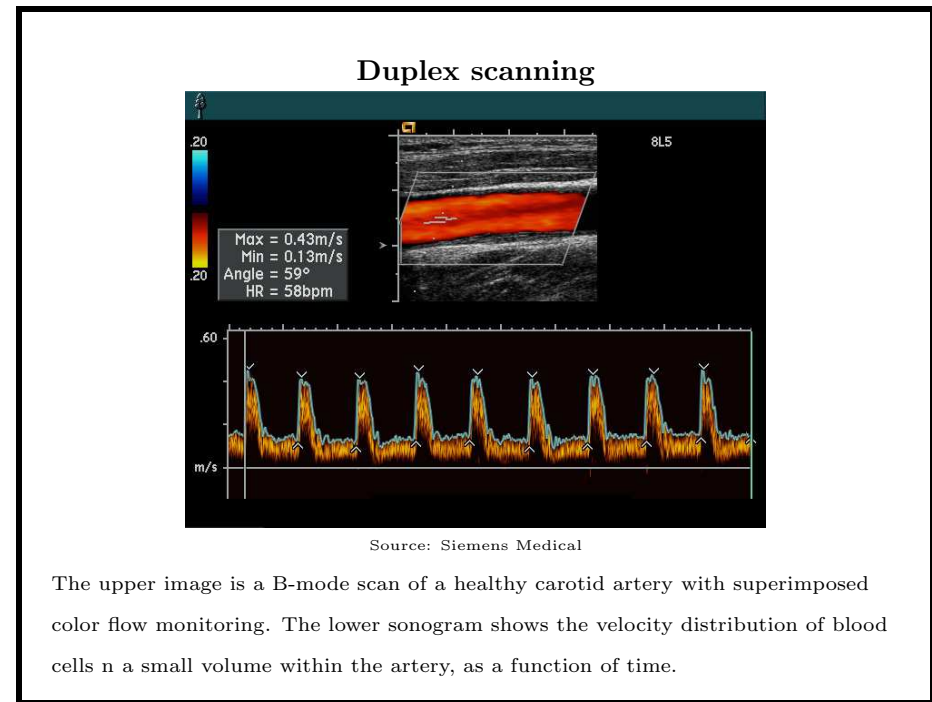 Duplex scanning
.20
8L5
Max = 0.43m/s
Min = 0.13m/s
Angle = 59°
HR = 58bpm
.20
.60
m/s
Source: Siemens Medical
The upper image is a B-mode scan of a healthy carotid artery with superimposed
color flow monitoring. The lower sonogram shows the velocity distribution of blood
cells n a small volume within the artery, as a function of time.